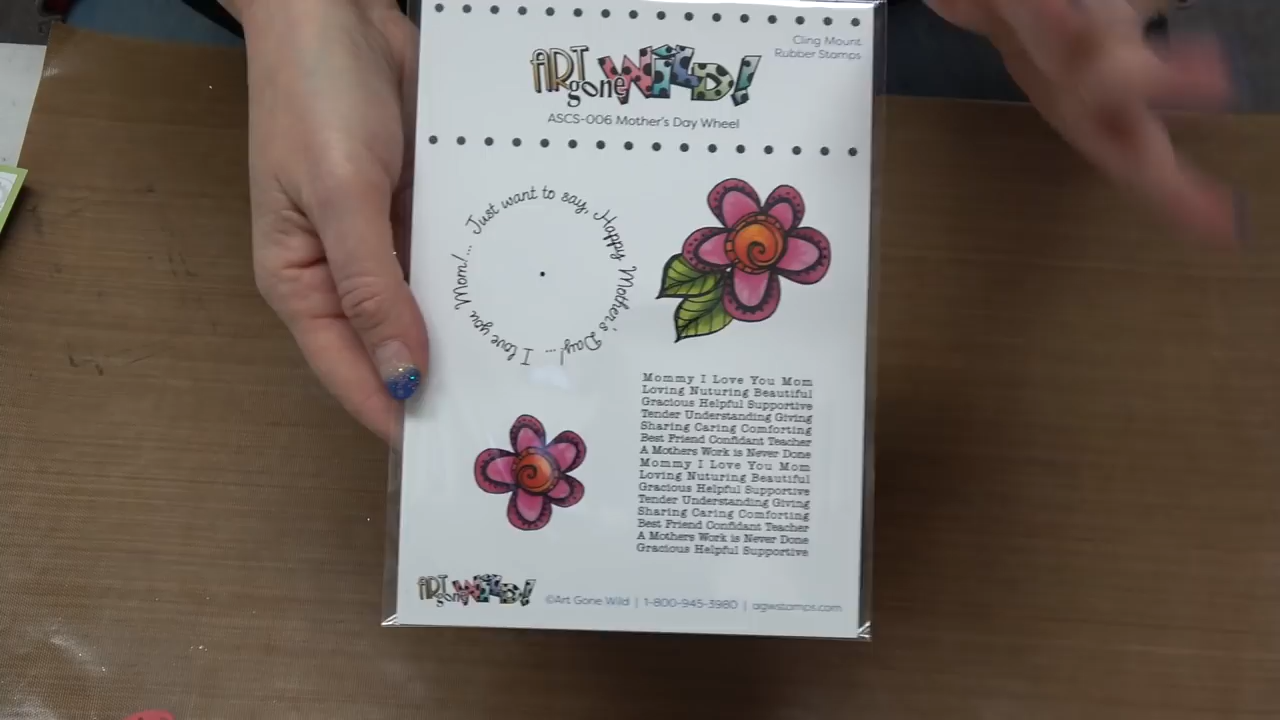 Cling Mount
Rubber Stamps
ART gone WILD!
ASCS-006 Mother's Day Wheel
Just want to say, Happy Mother's Day!... I love you Mom!...
Mommy I Love You Mom
Loving Nuturing Beautiful
Gracious Helpful Supportive
Tender Understanding Giving
Sharing Caring Comforting
Best Friend Confidant Teacher
A Mothers Work is Never Done
Mommy I Love You Mom
Loving Nuturing Beautiful
Gracious Helpful Supportive
Tender Understanding Giving
Sharing Caring Comforting
Best Friend Confidant Teacher
A Mothers Work is Never Done
Gracious Helpful Supportive
ART gone WILD!
©Art Gone Wild | 1-800-945-3980 | agwstamps.com